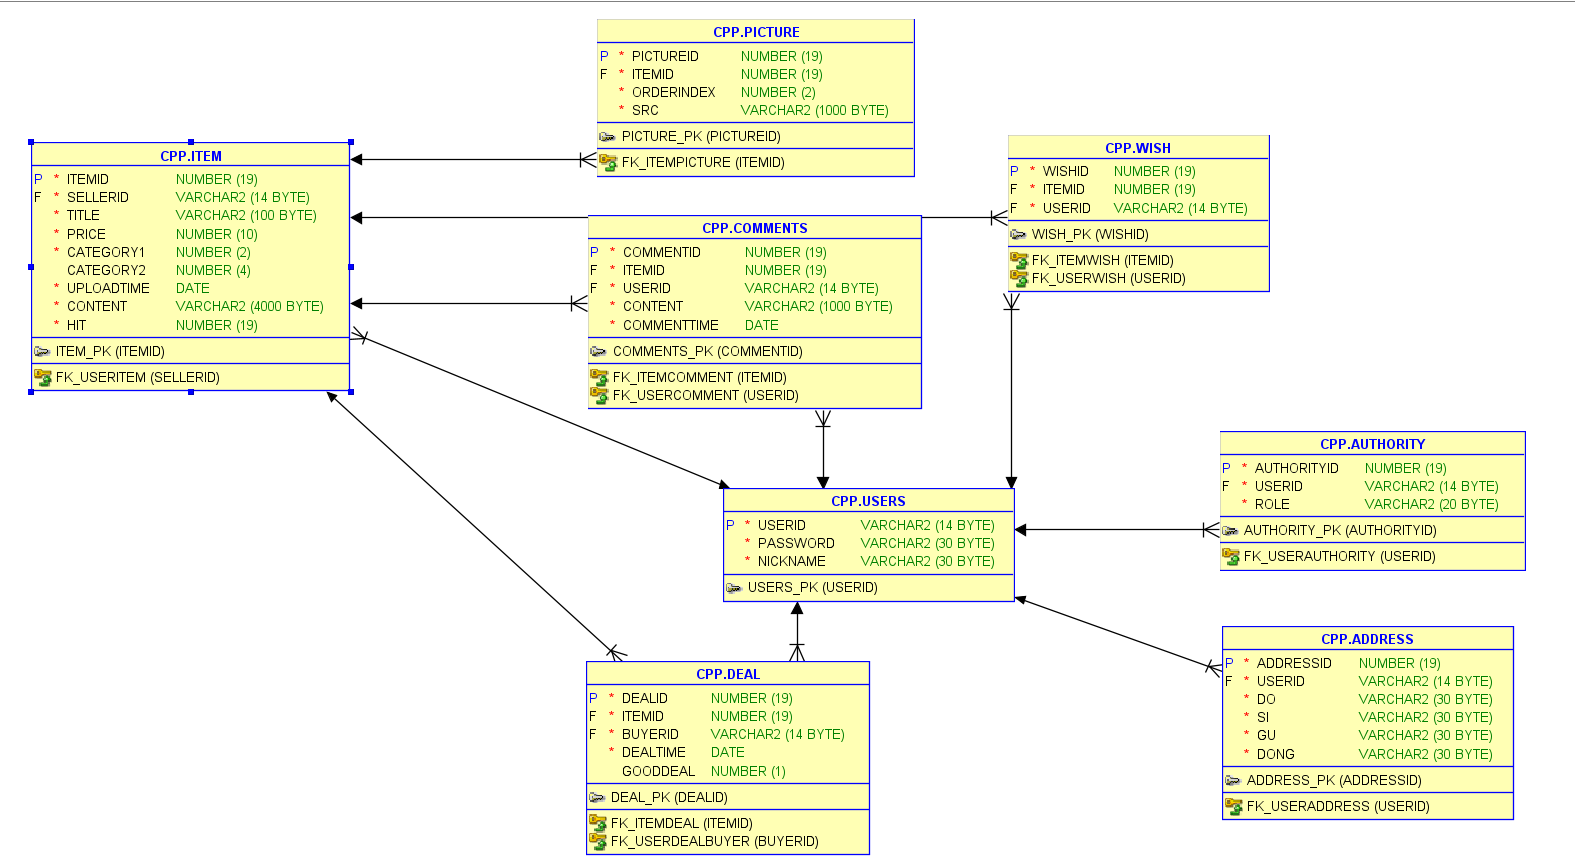 CPP.PICTURE
P * PICTUREID NUMBER (19)
F * ITEMID NUMBER (19)
* ORDERINDEX NUMBER (2)
* SRC VARCHAR2 (1000 BYTE)
PICTURE_PK (PICTUREID)
FK_ITEMPICTURE (ITEMID)
CPP.ITEM
P * ITEMID NUMBER (19)
F * SELLERID VARCHAR2 (14 BYTE)
* TITLE VARCHAR2 (100 BYTE)
* PRICE NUMBER (10)
* CATEGORY1 NUMBER (2)
CATEGORY2 NUMBER (4)
* UPLOADTIME DATE
* CONTENT VARCHAR2 (4000 BYTE)
* HIT NUMBER (19)
ITEM_PK (ITEMID)
FK_USERITEM (SELLERID)
CPP.WISH
P * WISHID NUMBER (19)
F * ITEMID NUMBER (19)
F * USERID VARCHAR2 (14 BYTE)
WISH_PK (WISHID)
FK_ITEMWISH (ITEMID)
FK_USERWISH (USERID)
CPP.COMMENTS
P * COMMENTID NUMBER (19)
F * ITEMID NUMBER (19)
F * USERID VARCHAR2 (14 BYTE)
* CONTENT VARCHAR2 (1000 BYTE)
* COMMENTTIME DATE
COMMENTS_PK (COMMENTID)
FK_ITEMCOMMENT (ITEMID)
FK_USERCOMMENT (USERID)
CPP.AUTHORITY
P * AUTHORITYID NUMBER (19)
F * USERID VARCHAR2 (14 BYTE)
* ROLE VARCHAR2 (20 BYTE)
AUTHORITY_PK (AUTHORITYID)
FK_USERAUTHORITY (USERID)
CPP.USERS
P * USERID VARCHAR2 (14 BYTE)
* PASSWORD VARCHAR2 (30 BYTE)
* NICKNAME VARCHAR2 (30 BYTE)
USERS_PK (USERID)
CPP.ADDRESS
P * ADDRESSID NUMBER (19)
F * USERID VARCHAR2 (14 BYTE)
* DO VARCHAR2 (30 BYTE)
* SI VARCHAR2 (30 BYTE)
* GU VARCHAR2 (30 BYTE)
* DONG VARCHAR2 (30 BYTE)
ADDRESS_PK (ADDRESSID)
FK_USERADDRESS (USERID)
CPP.DEAL
P * DEALID NUMBER (19)
F * ITEMID NUMBER (19)
F * BUYERID VARCHAR2 (14 BYTE)
* DEALTIME DATE
GOODDEAL NUMBER (1)
DEAL_PK (DEALID)
FK_ITEMDEAL (ITEMID)
FK_USERDEALBUYER (BUYERID)